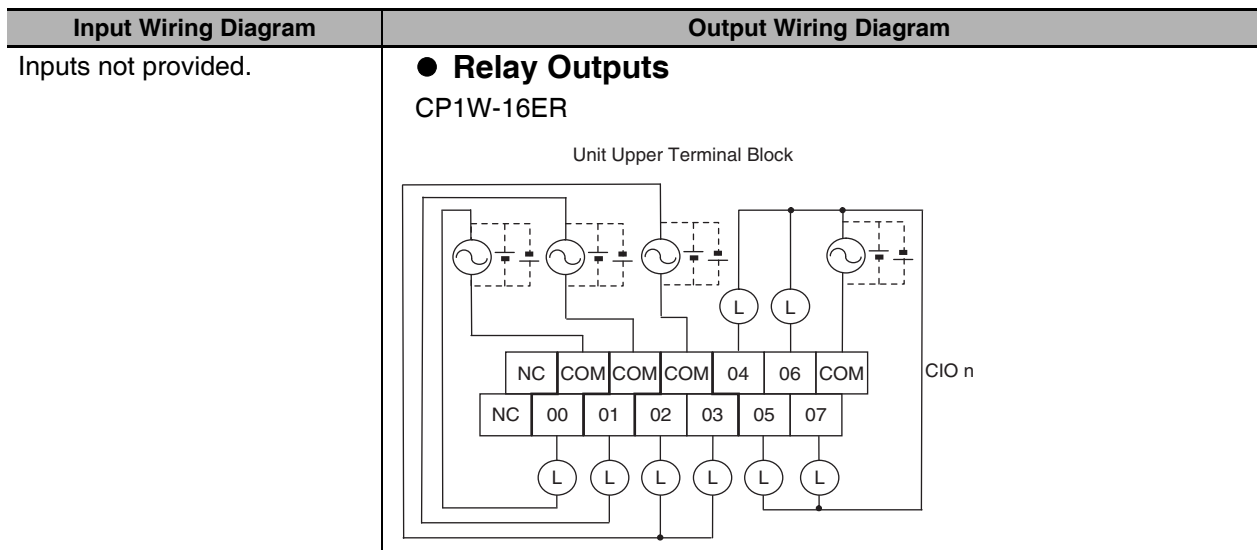 Input Wiring Diagram Output Wiring Diagram
Inputs not provided.
● Relay Outputs
CP1W-16ER
Unit Upper Terminal Block
L L
NC COM COM COM 04 06 COM CIO n
NC 00 01 02 03 05 07
L L L L L L